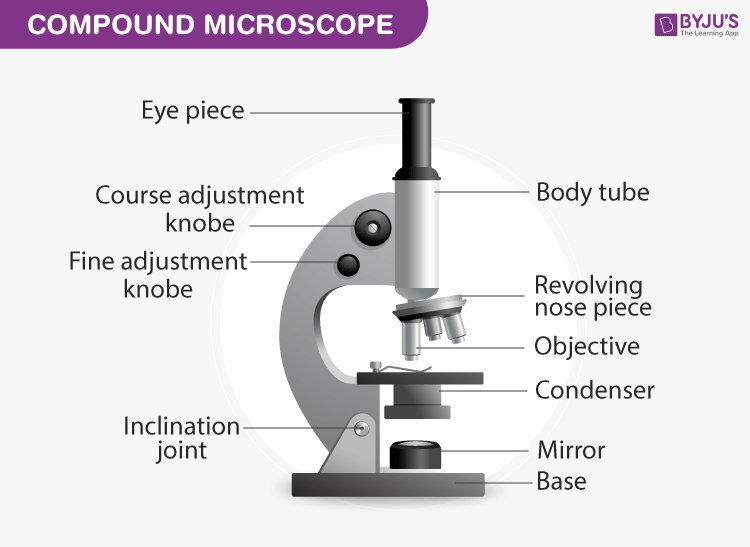 COMPOUND MICROSCOPE
BYJU'S
The Learning App
Eye piece
Course adjustment
knobe
Fine adjustment
knobe
Inclination
joint
Body tube
Revolving
nose piece
Objective
Condenser
Mirror
Base